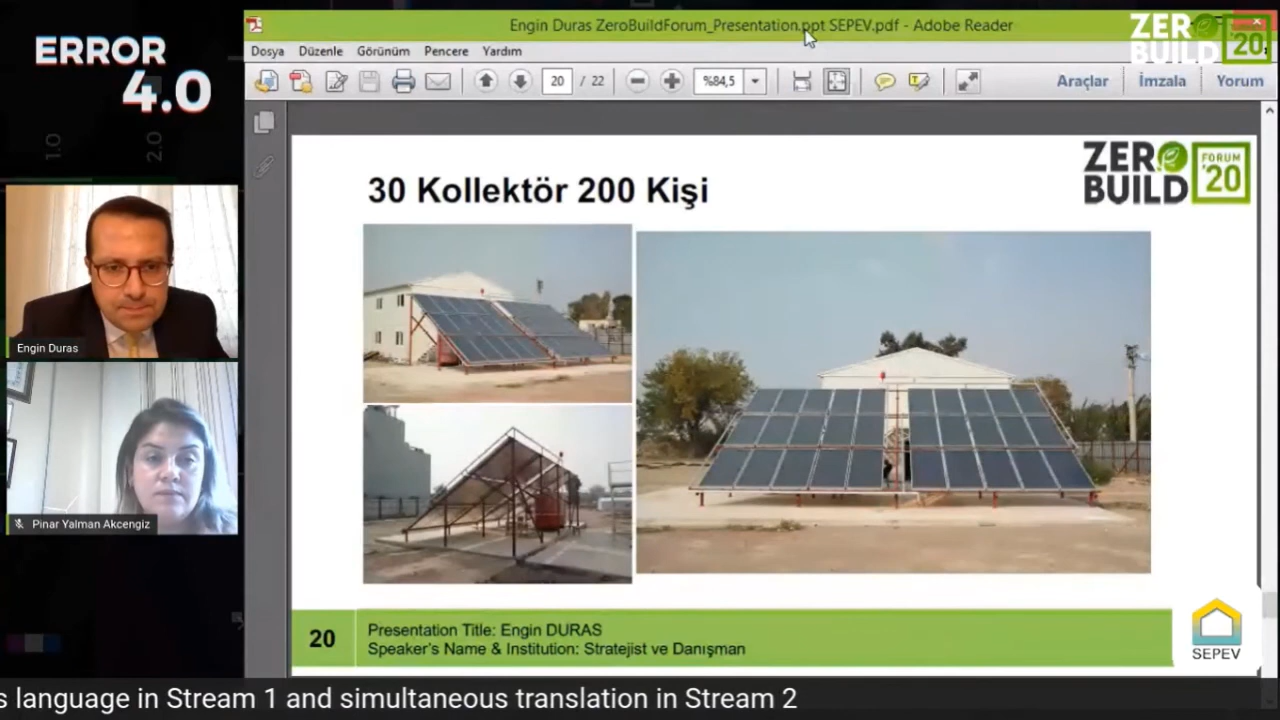 ERROR
4.0
1.0
2.0
Engin Duras
Pinar Yalman Akcengiz
Engin Duras ZeroBuildForum_Presentation.ppt SEPEV.pdf - Adobe Reader
Dosya Düzenle Görünüm Pencere Yardım
20 / 22 %84,5 Araçlar İmzala Yorum
ZERO
BUILD
'20
ZERO
BUILD
FORUM
'20
30 Kollektör 200 Kişi
20
Presentation Title: Engin DURAS
Speaker's Name & Institution: Stratejist ve Danışman
SEPEV
s language in Stream 1 and simultaneous translation in Stream 2